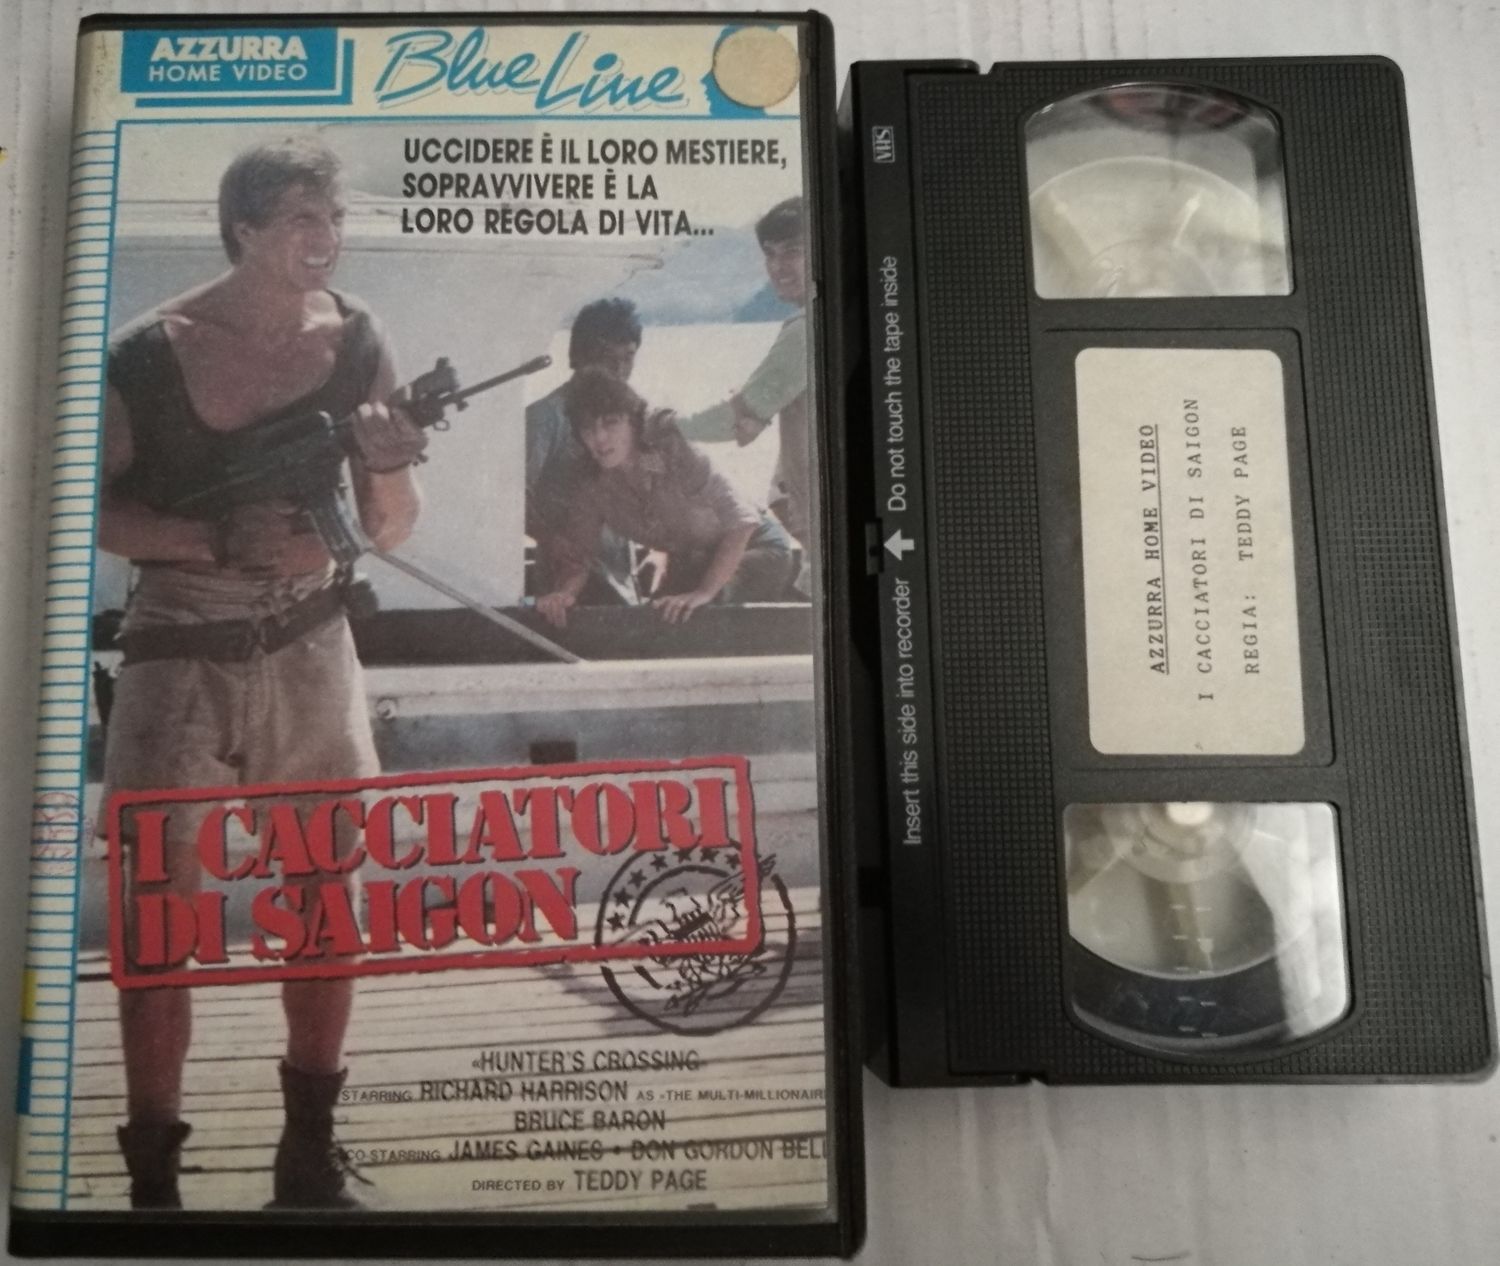 AZZURRA
HOME VIDEO
Blue Line
UCCIDERE È IL LORO MESTIERE,
SOPRAVVIVERE È LA
LORO REGOLA DI VITA...
I CACCIATORI
DI SAIGON
«HUNTER'S CROSSING»
STARRING RICHARD HARRISON AS «THE MULTI-MILLIONAIR
BRUCE BARON
CO-STARRING JAMES GAINES • DON GORDON BELL
DIRECTED BY TEDDY PAGE
VHS
Insert this side into recorder Do not touch the tape inside
AZZURRA HOME VIDEO
I CACCIATORI DI SAIGON
REGIA: TEDDY PAGE